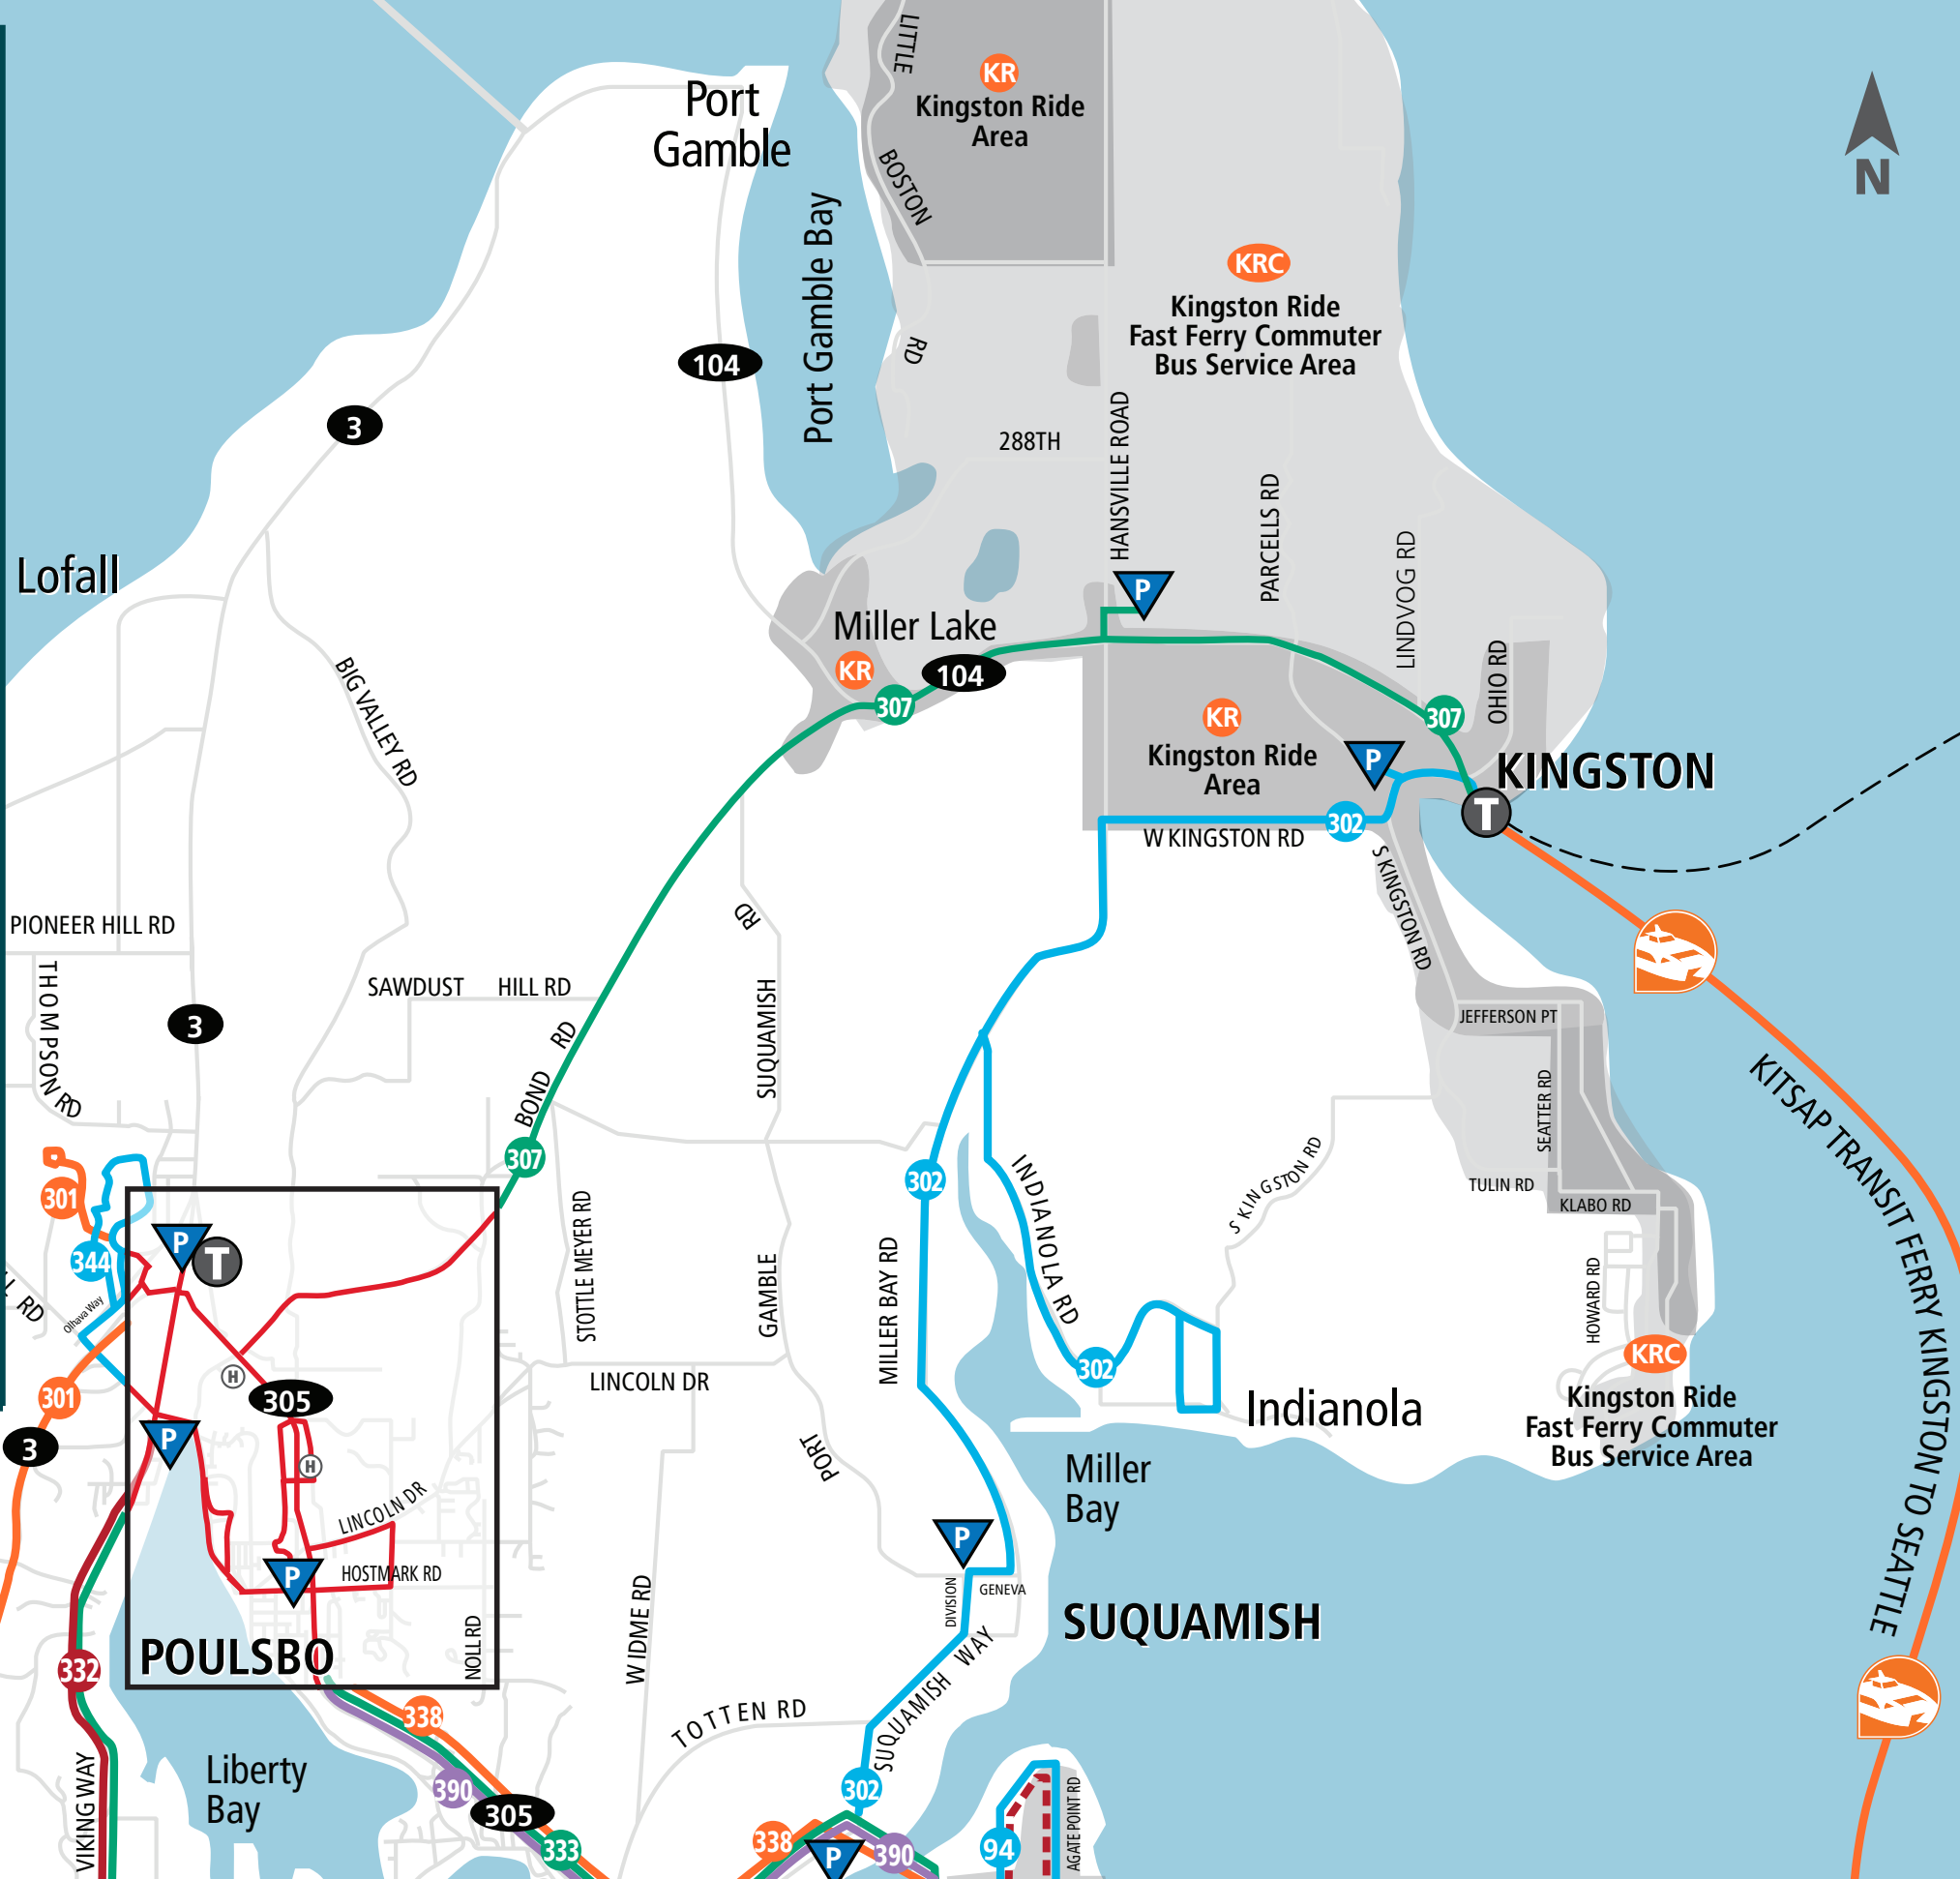 LITTLE
BOSTON
RD
KR
Kingston Ride
Area
Port
Gamble
Port Gamble Bay
N
KRC
Kingston Ride
Fast Ferry Commuter
Bus Service Area
104
3
288TH
HANSVILLE ROAD
PARCELLS RD
LINDVOG RD
OHIO RD
Lofall
P
Miller Lake
KR
104
307
BIG VALLEY RD
KR
Kingston Ride
Area
307
P
KINGSTON
T
302
W KINGSTON RD
S KINGSTON RD
PIONEER HILL RD
THOMPSON RD
3
SAWDUST HILL RD
BOND RD
RD
SUQUAMISH
GAMBLE
PORT
JEFFERSON PT
SEATTER RD
TULIN RD
KLABO RD
HOWARD RD
KITSAP TRANSIT FERRY KINGSTON TO SEATTLE
307
302
301
344
P
T
RD
Olhava Way
STOTTLE MEYER RD
MILLER BAY RD
INDIANOLA RD
S KINGSTON RD
302
Indianola
KRC
Kingston Ride
Fast Ferry Commuter
Bus Service Area
301
3
H
305
P
H
LINCOLN DR
LINCOLN DR
HOSTMARK RD
P
NOLL RD
POULSBO
332
Miller
Bay
P
DIVISION
GENEVA
SUQUAMISH
W IDME RD
TOTTEN RD
SUQUAMISH WAY
VIKING WAY
Liberty
Bay
338
390
305
333
302
338
P
390
94
AGATE POINT RD